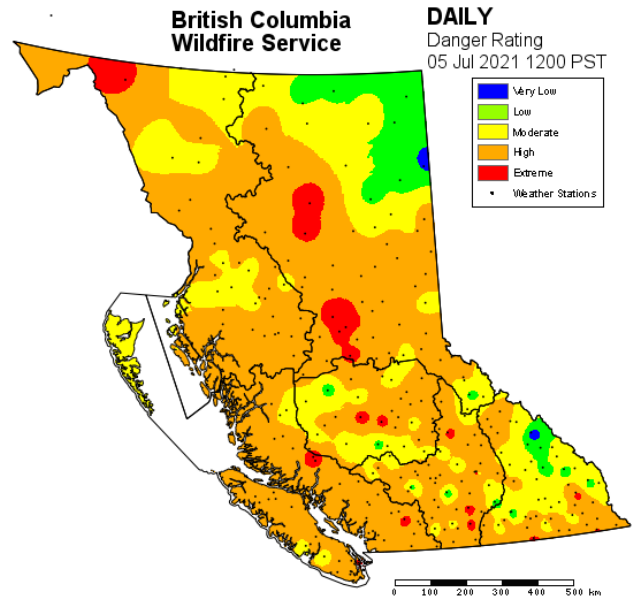 British Columbia
Wildfire Service
DAILY
Danger Rating
05 Jul 2021 1200 PST
Very Low
Low
Moderate
High
Extreme
Weather Stations
0 100 200 300 400 500 km